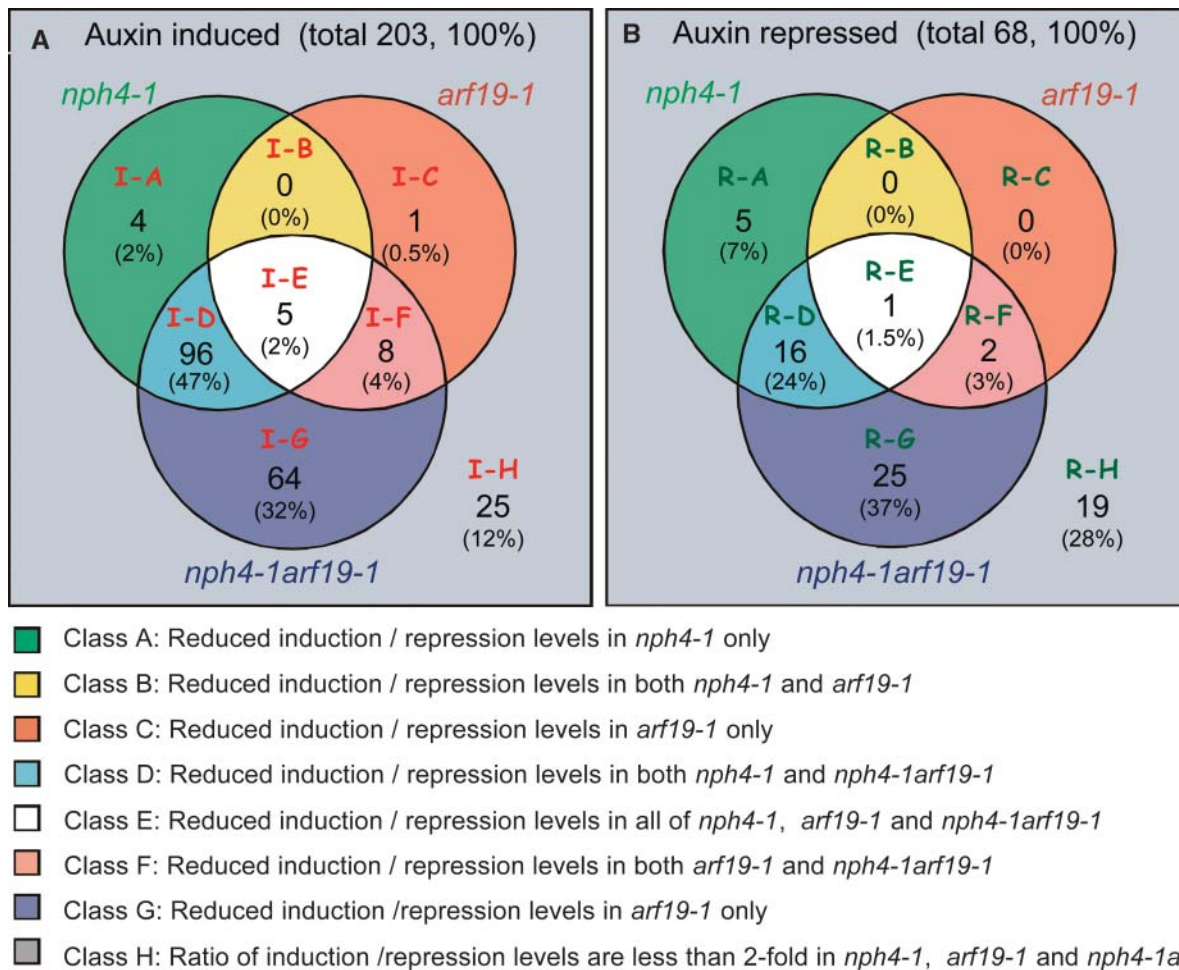 A Auxin induced (total 203, 100%)
nph4-1 arf19-1
I-B
0
(0%)
I-A
4
(2%)
I-C
1
(0.5%)
I-E
5
(2%)
I-D
96
(47%)
I-F
8
(4%)
I-G
64
(32%)
I-H
25
(12%)
nph4-1arf19-1
B Auxin repressed (total 68, 100%)
nph4-1 arf19-1
R-B
0
(0%)
R-A
5
(7%)
R-C
0
(0%)
R-E
1
(1.5%)
R-D
16
(24%)
R-F
2
(3%)
R-G
25
(37%)
R-H
19
(28%)
nph4-1arf19-1
Class A: Reduced induction / repression levels in nph4-1 only
Class B: Reduced induction / repression levels in both nph4-1 and arf19-1
Class C: Reduced induction / repression levels in arf19-1 only
Class D: Reduced induction / repression levels in both nph4-1 and nph4-1arf19-1
Class E: Reduced induction / repression levels in all of nph4-1, arf19-1 and nph4-1arf19-1
Class F: Reduced induction / repression levels in both arf19-1 and nph4-1arf19-1
Class G: Reduced induction /repression levels in arf19-1 only
Class H: Ratio of induction /repression levels are less than 2-fold in nph4-1, arf19-1 and nph4-1a